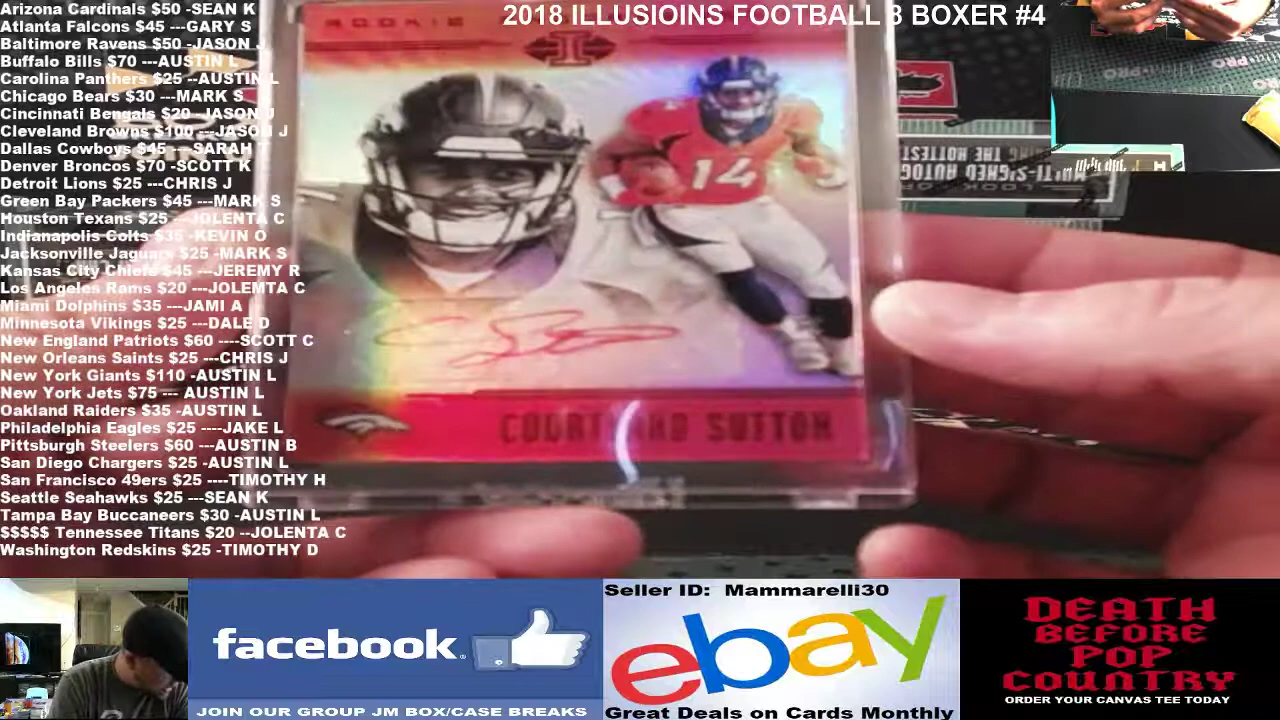 Arizona Cardinals $50 -SEAN K
Atlanta Falcons $45 ---GARY S
Baltimore Ravens $50 -JASON J
Buffalo Bills $70 ---AUSTIN L
Carolina Panthers $25 --AUSTIN L
Chicago Bears $30 ---MARK S
Cincinnati Bengals $20 -JASON J
Cleveland Browns $100 ---JASON J
Dallas Cowboys $45 ----SARAH T
Denver Broncos $70 -SCOTT K
Detroit Lions $25 ---CHRIS J
Green Bay Packers $45 ---MARK S
Houston Texans $25 ---JOLENTA C
Indianapolis Colts $35 -KEVIN O
Jacksonville Jaguars $25 -MARK S
Kansas City Chiefs $45 ---JEREMY R
Los Angeles Rams $20 ---JOLEMTA C
Miami Dolphins $35 ---JAMI A
Minnesota Vikings $25 ---DALE D
New England Patriots $60 ----SCOTT C
New Orleans Saints $25 ---CHRIS J
New York Giants $110 -AUSTIN L
New York Jets $75 --- AUSTIN L
Oakland Raiders $35 -AUSTIN L
Philadelphia Eagles $25 ----JAKE L
Pittsburgh Steelers $60 ---AUSTIN B
San Diego Chargers $25 -AUSTIN L
San Francisco 49ers $25 ----TIMOTHY H
Seattle Seahawks $25 ---SEAN K
Tampa Bay Buccaneers $30 -AUSTIN L
$$$$$ Tennessee Titans $20 --JOLENTA C
Washington Redskins $25 -TIMOTHY D
2018 ILLUSIOINS FOOTBALL 8 BOXER #4
ROOKIE
I
14
COURTLAND SUTTON
THE HOTTEST
facebook
JOIN OUR GROUP JM BOX/CASE BREAKS
Seller ID: Mammarelli30
ebay
Great Deals on Cards Monthly
DEATH
BEFORE
POP
COUNTRY
ORDER YOUR CANVAS TEE TODAY